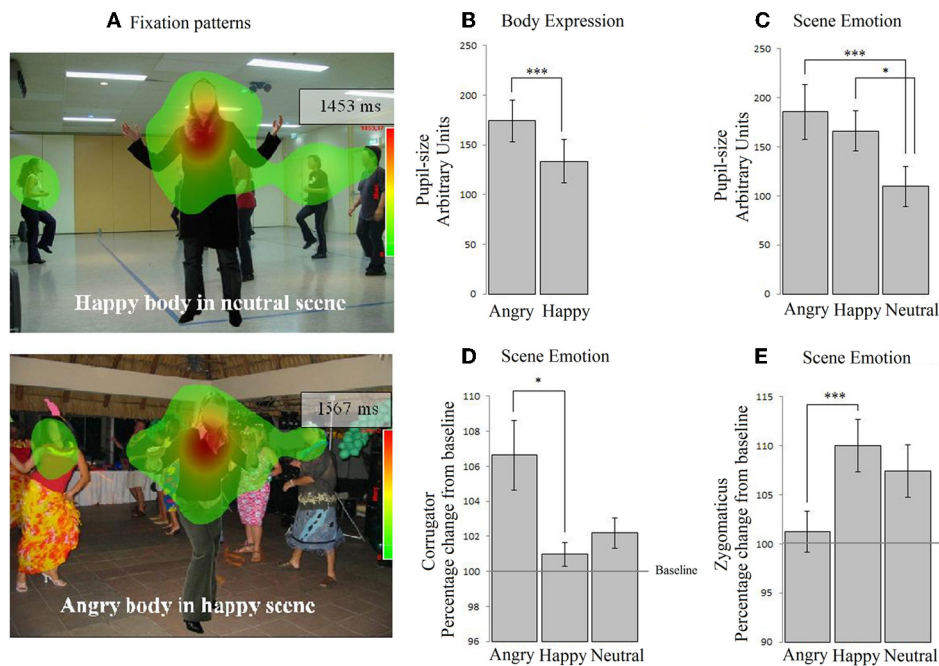 A Fixation patterns
1453 ms
Happy body in neutral scene
1567 ms
Angry body in happy scene
B Body Expression
Pupil-size
Arbitrary Units
250
200
150
100
50
0
***
Angry Happy
C Scene Emotion
Pupil-size
Arbitrary Units
250
200
150
100
50
0
***
*
Angry Happy Neutral
D Scene Emotion
Corrugator
Percentage change from baseline
110
108
106
104
102
100
98
96
*
Baseline
Angry Happy Neutral
E Scene Emotion
Zygomaticus
Percentage change from baseline
115
110
105
100
95
90
***
Angry Happy Neutral